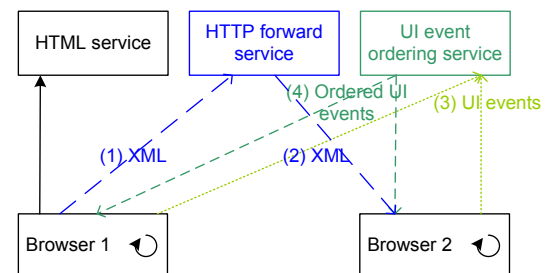 HTML service
HTTP forward
service
UI event
ordering service
(4) Ordered UI
events
(3) UI events
(1) XML
(2) XML
Browser 1
Browser 2